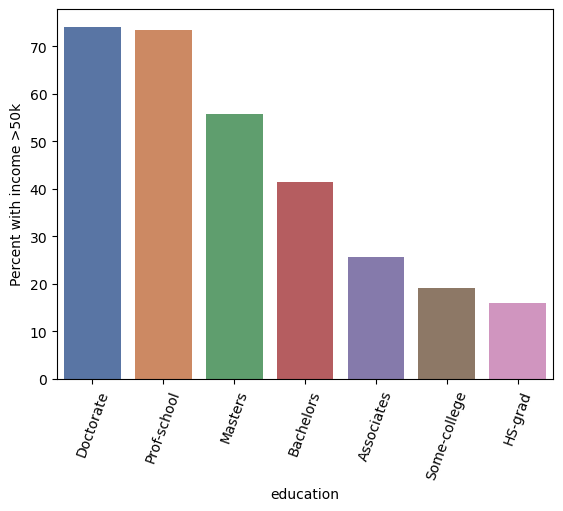 Percent with income >50k
70
60
50
40
30
20
10
0
Doctorate
Prof-school
Masters
Bachelors
Associates
Some-college
HS-grad
education